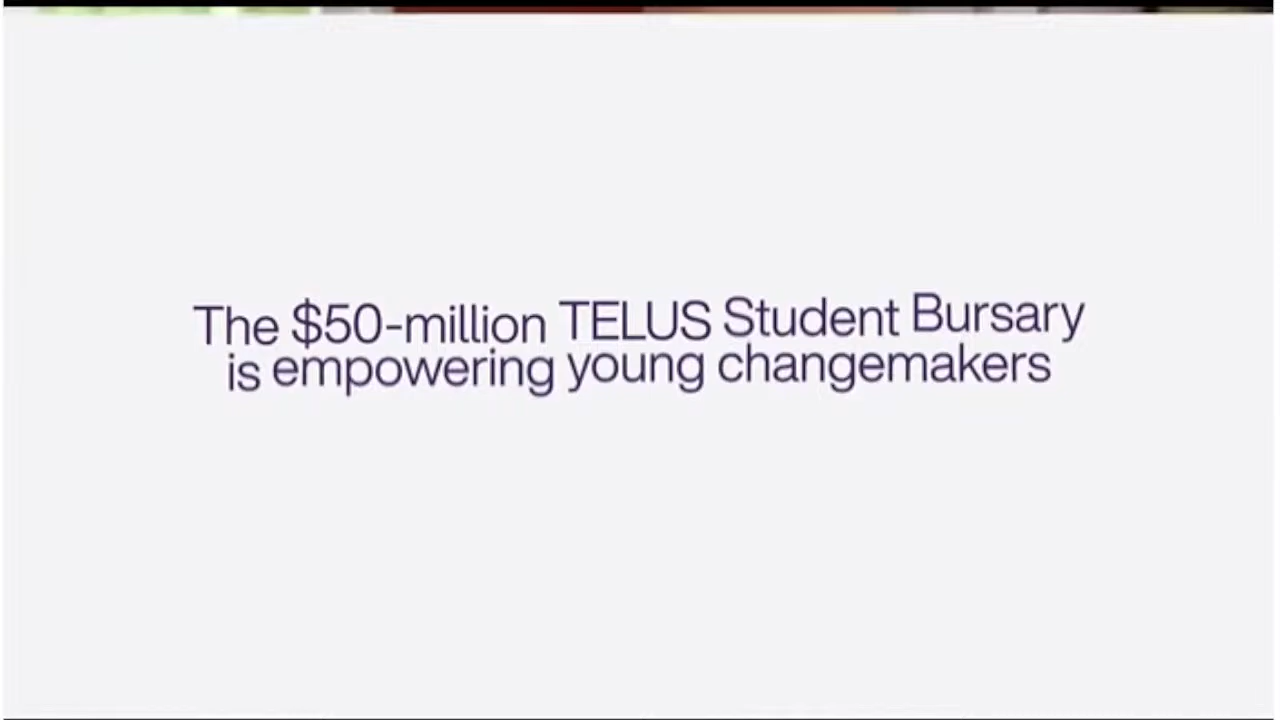 The $50-million TELUS Student Bursary
is empowering young changemakers